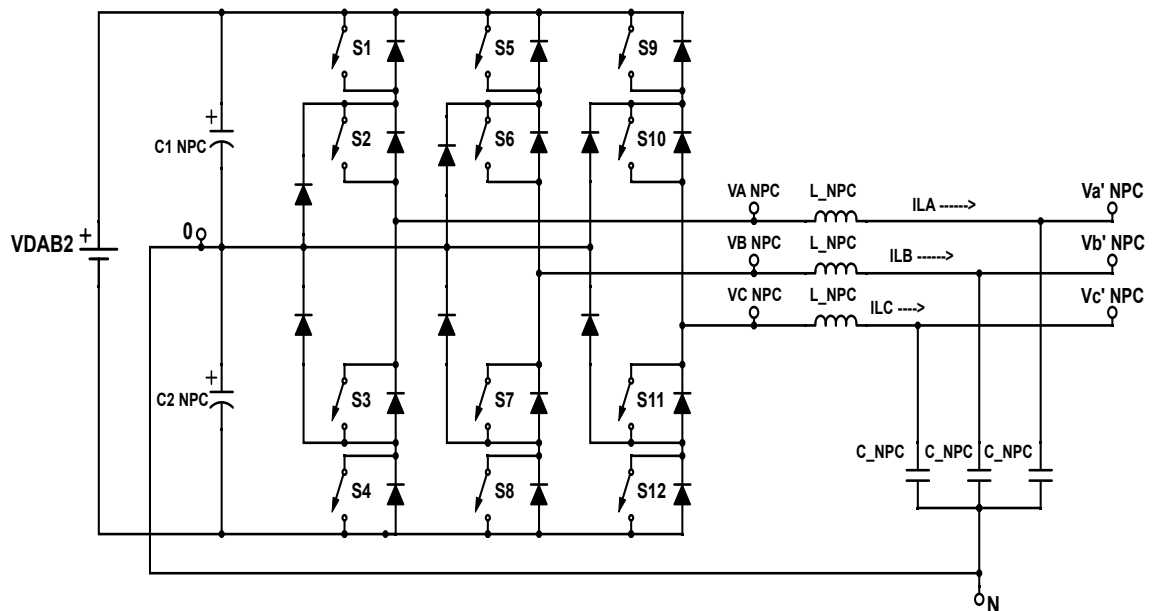 S1 S5 S9
+
C1 NPC
S2 S6 S10
VA NPC L_NPC ILA ------> Va' NPC
0
+
VDAB2
VB NPC L_NPC ILB ------> Vb' NPC
VC NPC L_NPC ILC ----> Vc' NPC
+
C2 NPC
S3 S7 S11
C_NPC C_NPC C_NPC
S4 S8 S12
N